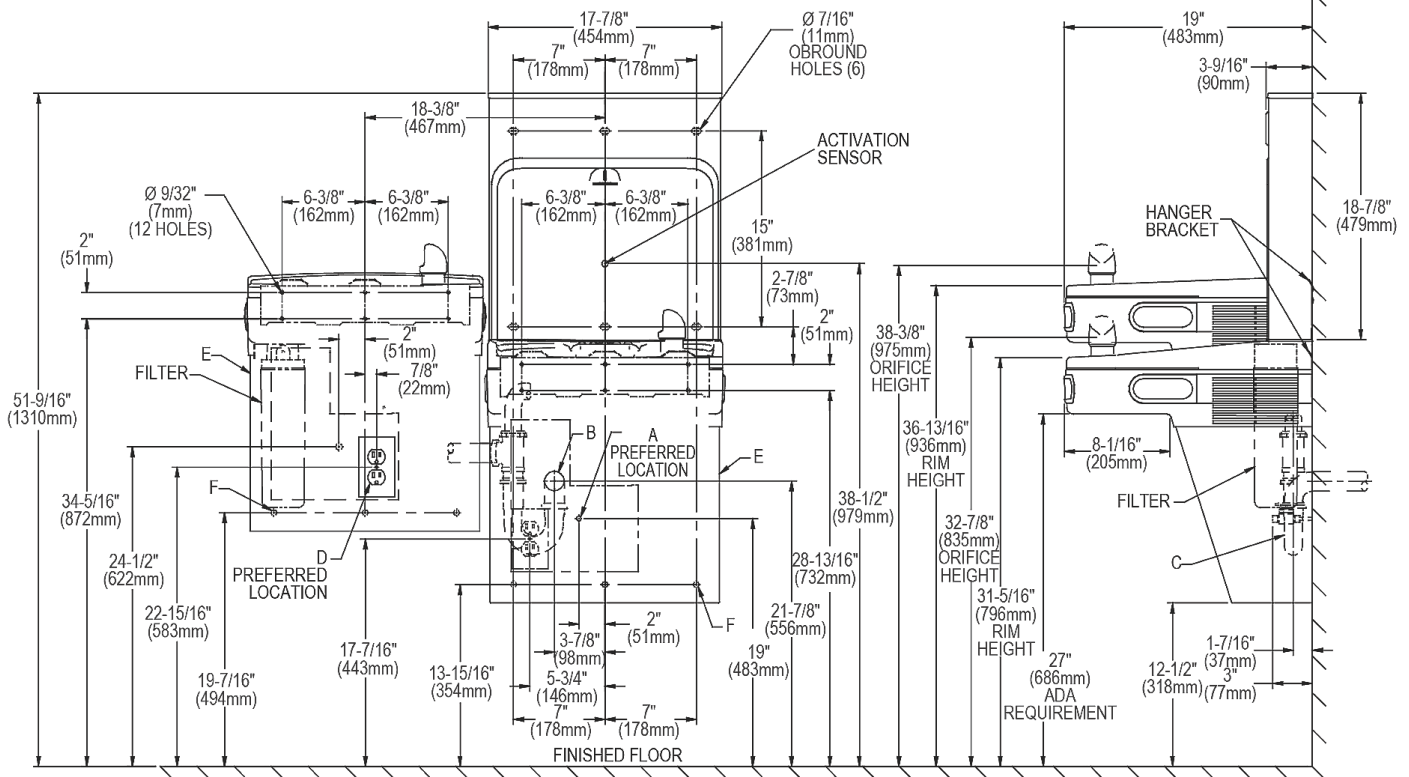 17-7/8"
(454mm)
7"
(178mm)
7"
(178mm)
Ø 7/16"
(11mm)
OBROUND
HOLES (6)
19"
(483mm)
3-9/16"
(90mm)
18-3/8"
(467mm)
ACTIVATION
SENSOR
Ø 9/32"
(7mm)
(12 HOLES)
6-3/8"
(162mm)
6-3/8"
(162mm)
6-3/8"
(162mm)
6-3/8"
(162mm)
15"
(381mm)
HANGER
BRACKET
18-7/8"
(479mm)
2"
(51mm)
2-7/8"
(73mm)
2"
(51mm)
2"
(51mm)
7/8"
(22mm)
E
FILTER
38-3/8"
(975mm)
ORIFICE
HEIGHT
51-9/16"
(1310mm)
36-13/16"
(936mm)
RIM
HEIGHT
8-1/16"
(205mm)
B
A
PREFERRED
LOCATION
E
F
34-5/16"
(872mm)
38-1/2"
(979mm)
FILTER
32-7/8"
(835mm)
ORIFICE
HEIGHT
24-1/2"
(622mm)
D
PREFERRED
LOCATION
28-13/16"
(732mm)
C
22-15/16"
(583mm)
31-5/16"
(796mm)
RIM
HEIGHT
21-7/8"
(556mm)
F
2"
(51mm)
3-7/8"
(98mm)
17-7/16"
(443mm)
19"
(483mm)
1-7/16"
(37mm)
3"
(77mm)
12-1/2"
(318mm)
27"
(686mm)
ADA
REQUIREMENT
19-7/16"
(494mm)
13-15/16"
(354mm)
5-3/4"
(146mm)
7"
(178mm)
7"
(178mm)
FINISHED FLOOR